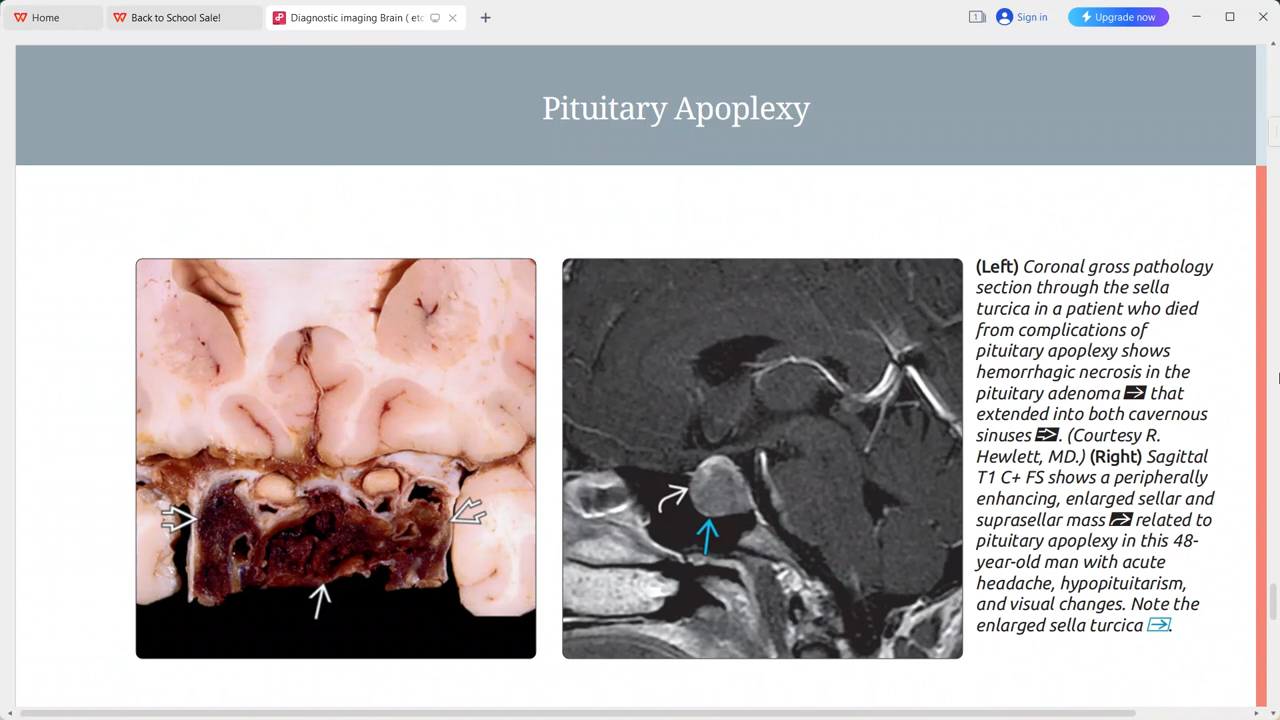 Home
Back to School Sale!
Diagnostic imaging Brain ( etc
1
Sign in
Upgrade now
Pituitary Apoplexy
(Left) Coronal gross pathology
section through the sella
turcica in a patient who died
from complications of
pituitary apoplexy shows
hemorrhagic necrosis in the
pituitary adenoma that
extended into both cavernous
sinuses . (Courtesy R.
Hewlett, MD.) (Right) Sagittal
T1 C+ FS shows a peripherally
enhancing, enlarged sellar and
suprasellar mass related to
pituitary apoplexy in this 48-
year-old man with acute
headache, hypopituitarism,
and visual changes. Note the
enlarged sella turcica .